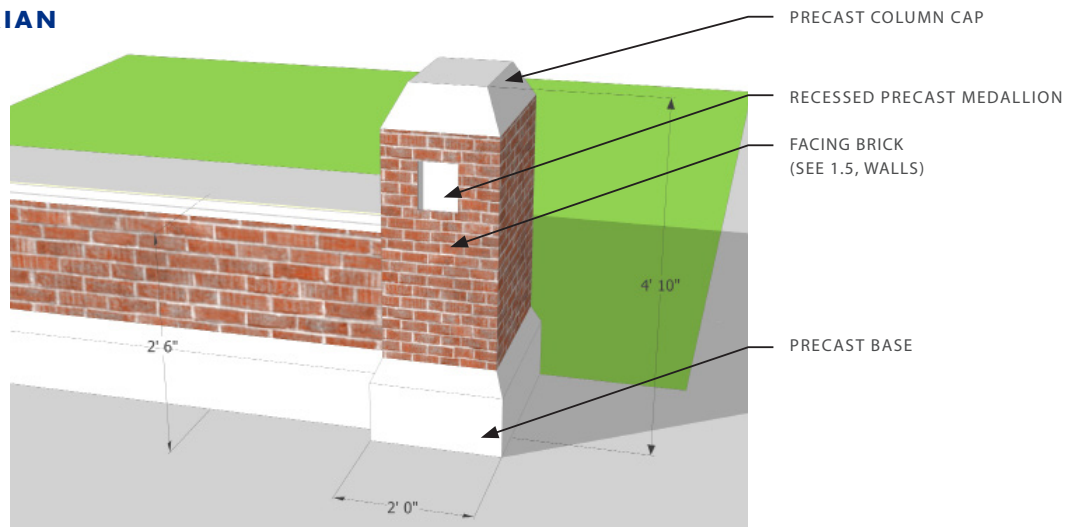 IAN
PRECAST COLUMN CAP
RECESSED PRECAST MEDALLION
FACING BRICK
(SEE 1.5, WALLS)
4' 10"
2' 6"
PRECAST BASE
2' 0"